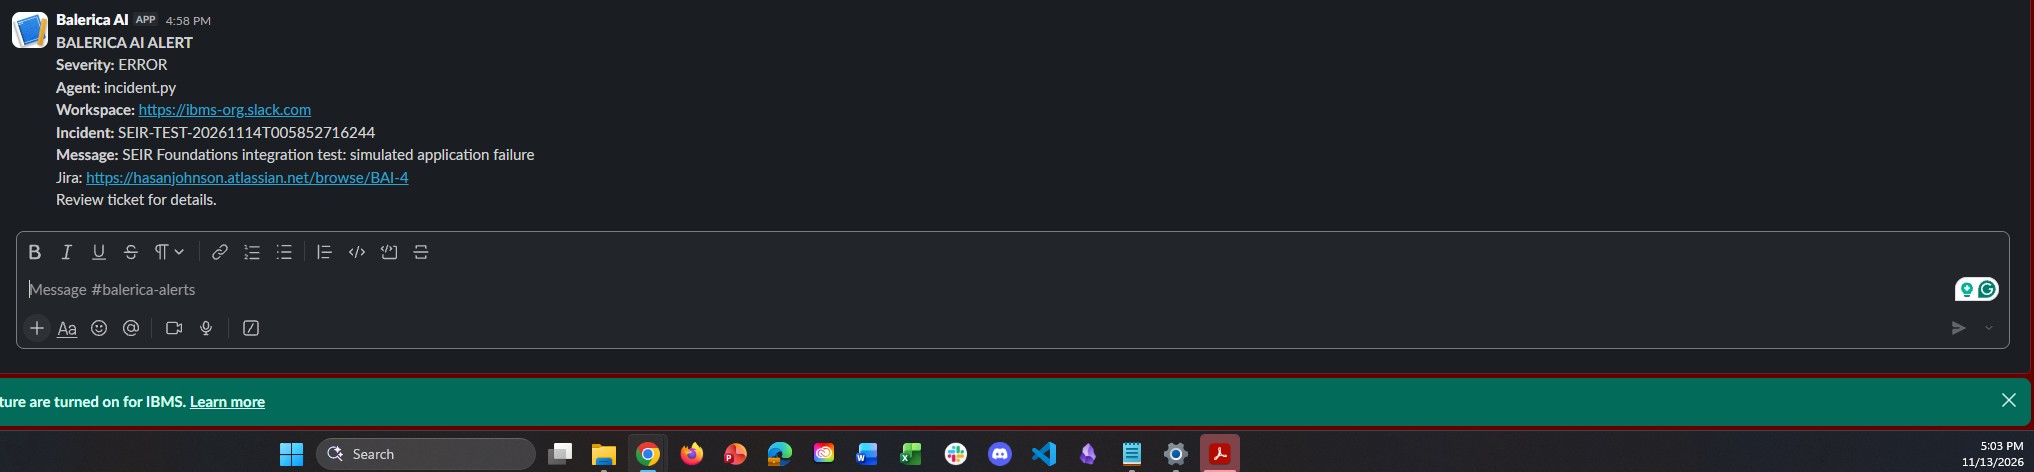 Balerica AI APP 4:58 PM
BALERICA AI ALERT
Severity: ERROR
Agent: incident.py
Workspace: https://ibms-org.slack.com
Incident: SEIR-TEST-20261114T005852716244
Message: SEIR Foundations integration test: simulated application failure
Jira: https://hasanjohnson.atlassian.net/browse/BAI-4
Review ticket for details.
Message #balerica-alerts
Aa
ture are turned on for IBMS. Learn more
Search
5:03 PM
11/13/2026